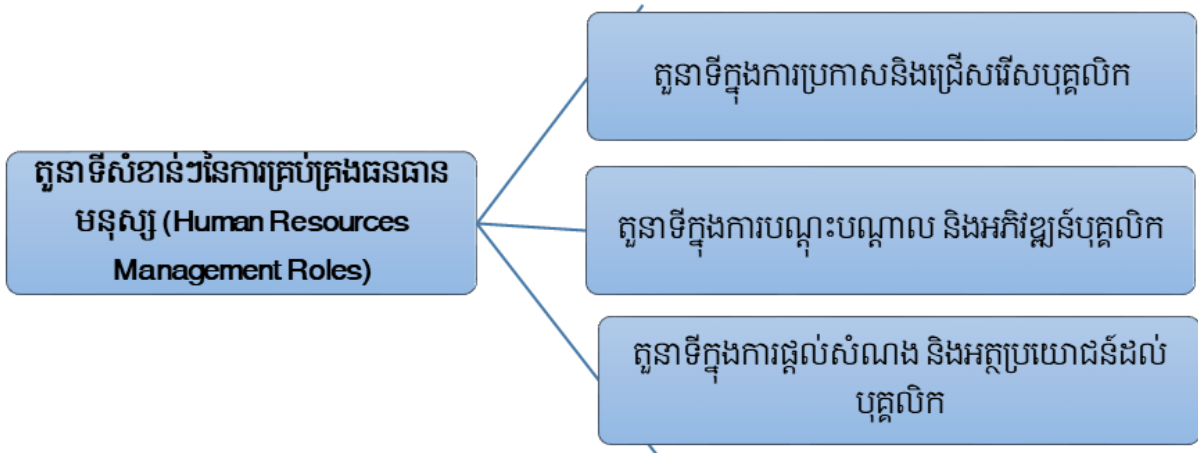 តួនាទីសំខាន់ៗនៃការគ្រប់គ្រងធនធាន
មនុស្ស (Human Resources
Management Roles)
តួនាទីក្នុងការប្រកាសនិងជ្រើសរើសបុគ្គលិក
តួនាទីក្នុងការបណ្តុះបណ្តាល និងអភិវឌ្ឍន៍បុគ្គលិក
តួនាទីក្នុងការផ្តល់សំណង និងអត្ថប្រយោជន៍ដល់
បុគ្គលិក